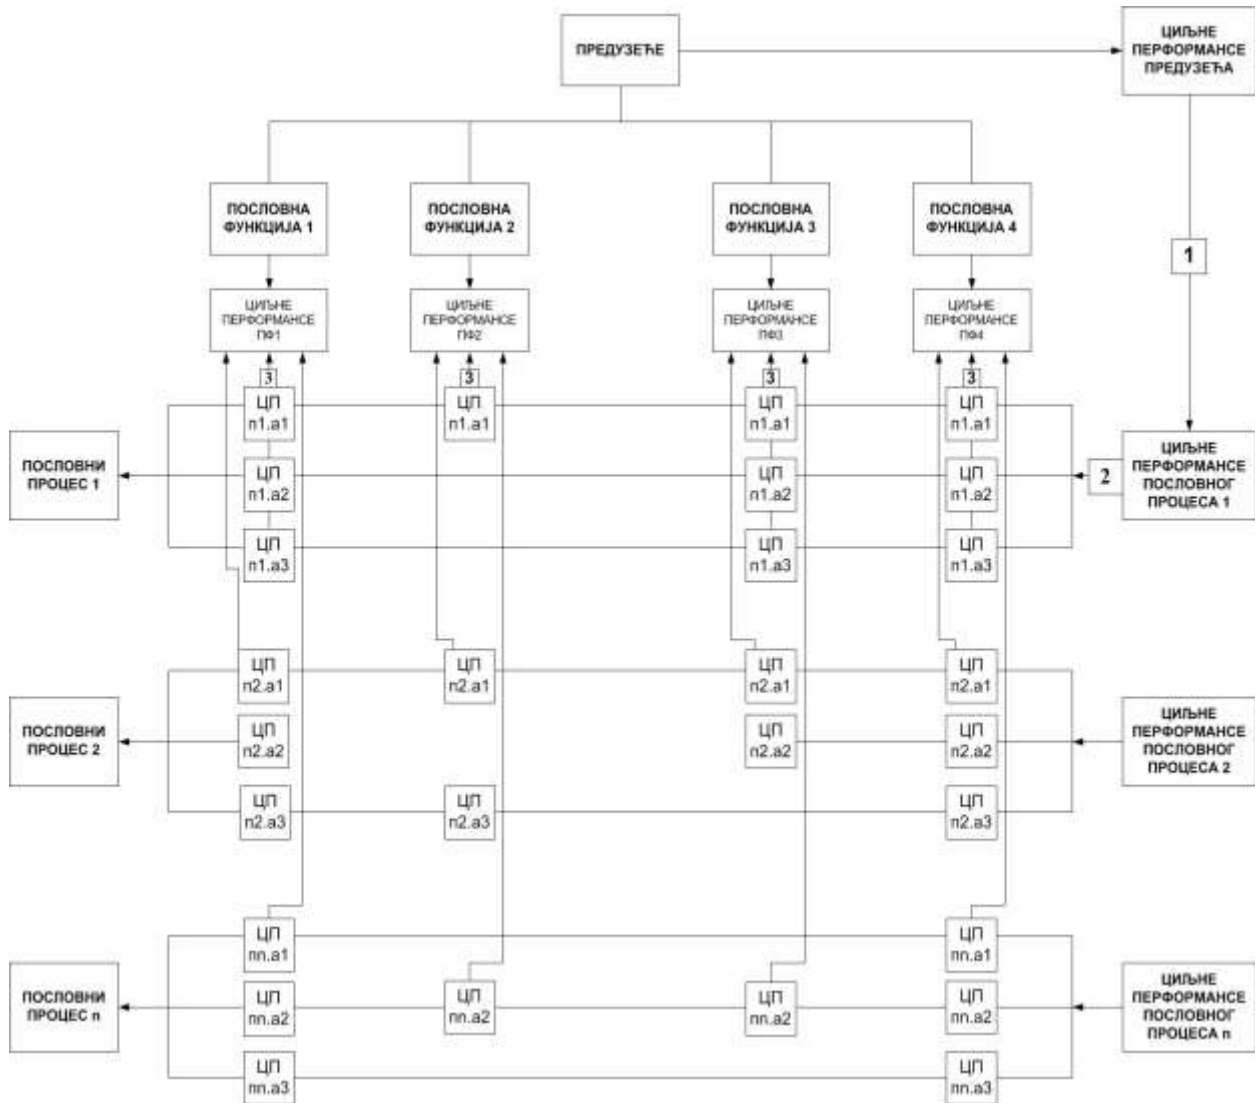 ПРЕДУЗЕЋЕ
ЦИЉНЕ
ПЕРФОРМАНСЕ
ПРЕДУЗЕЋА
ПОСЛОВНА
ФУНКЦИЈА 1
ПОСЛОВНА
ФУНКЦИЈА 2
ПОСЛОВНА
ФУНКЦИЈА 3
ПОСЛОВНА
ФУНКЦИЈА 4
1
ЦИЉНЕ
ПЕРФОРМАНСЕ
ПФ1
ЦИЉНЕ
ПЕРФОРМАНСЕ
ПФ2
ЦИЉНЕ
ПЕРФОРМАНСЕ
ПФ3
ЦИЉНЕ
ПЕРФОРМАНСЕ
ПФ4
3
3
3
3
ЦП
п1.а1
ЦП
п1.а1
ЦП
п1.а1
ЦП
п1.а1
ПОСЛОВНИ
ПРОЦЕС 1
ЦП
п1.а2
ЦП
п1.а2
ЦП
п1.а2
2
ЦИЉНЕ
ПЕРФОРМАНСЕ
ПОСЛОВНОГ
ПРОЦЕСА 1
ЦП
п1.а3
ЦП
п1.а3
ЦП
п1.а3
ЦП
п2.а1
ЦП
п2.а1
ЦП
п2.а1
ЦП
п2.а1
ПОСЛОВНИ
ПРОЦЕС 2
ЦП
п2.а2
ЦП
п2.а2
ЦП
п2.а2
ЦИЉНЕ
ПЕРФОРМАНСЕ
ПОСЛОВНОГ
ПРОЦЕСА 2
ЦП
п2.а3
ЦП
п2.а3
ЦП
п2.а3
ЦП
пn.а1
ЦП
пn.а1
ПОСЛОВНИ
ПРОЦЕС n
ЦП
пn.а2
ЦП
пn.а2
ЦП
пn.а2
ЦП
пn.а2
ЦИЉНЕ
ПЕРФОРМАНСЕ
ПОСЛОВНОГ
ПРОЦЕСА n
ЦП
пn.а3
ЦП
пn.а3